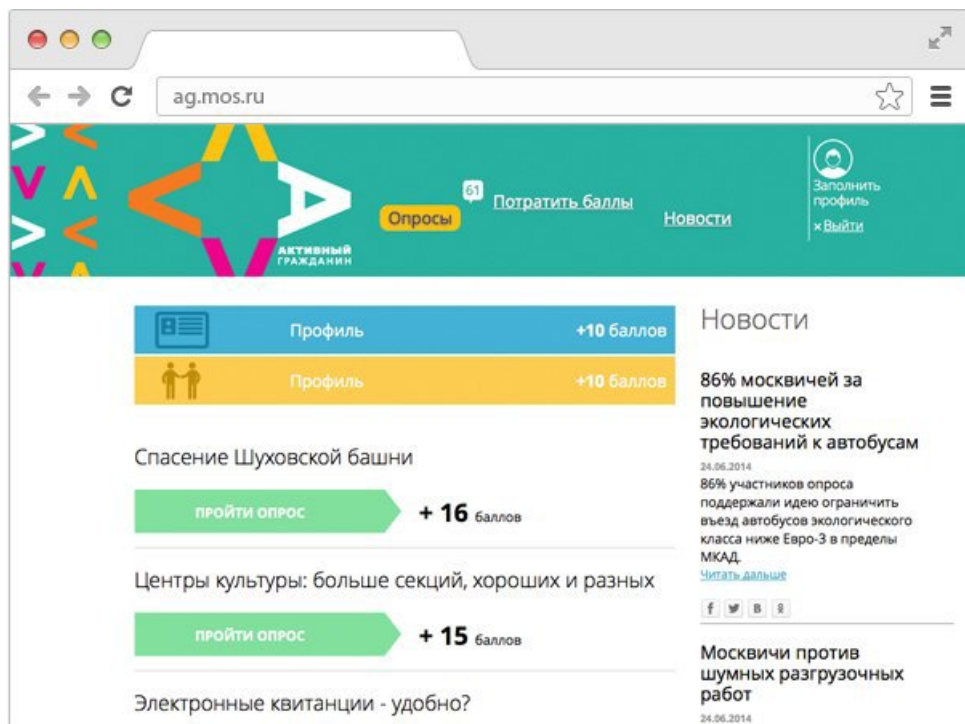 ag.mos.ru
61
Опросы
Потратить баллы
Новости
Заполнить
профиль
× Выйти
АКТИВНЫЙ
ГРАЖДАНИН
Профиль +10 баллов
Профиль +10 баллов
Спасение Шуховской башни
ПРОЙТИ ОПРОС + 16 баллов
Центры культуры: больше секций, хороших и разных
ПРОЙТИ ОПРОС + 15 баллов
Электронные квитанции - удобно?
Новости
86% москвичей за
повышение
экологических
требований к автобусам
24.06.2014
86% участников опроса
поддержали идею ограничить
въезд автобусов экологического
класса ниже Евро-3 в пределы
МКАД.
Читать дальше
Москвичи против
шумных разгрузочных
работ
24.06.2014